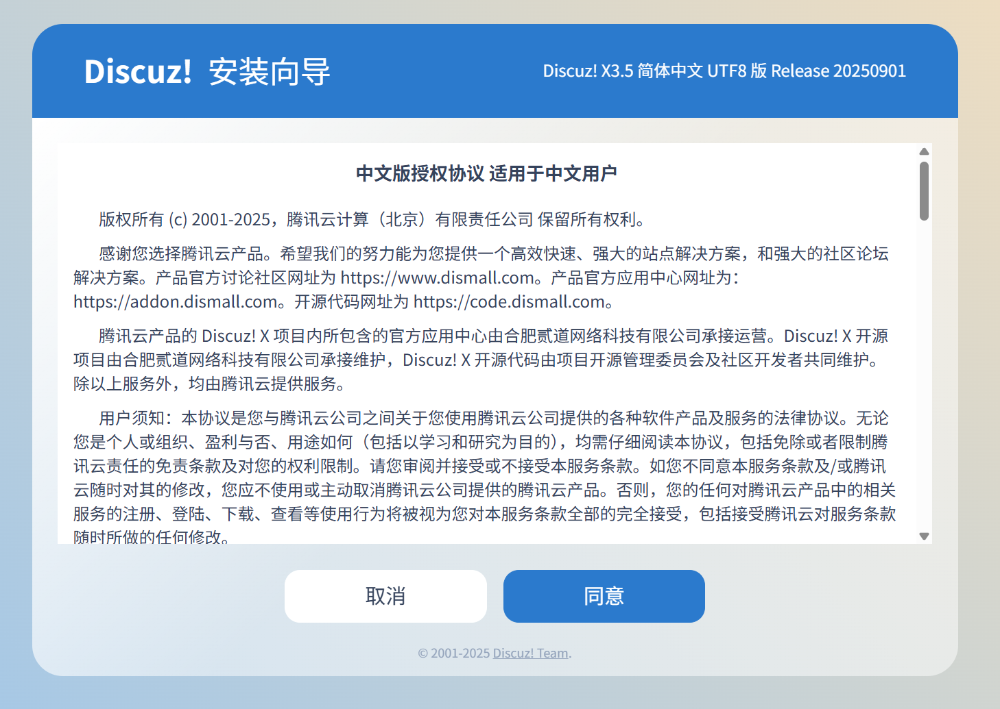 Discuz! 安装向导
Discuz! X3.5 简体中文 UTF8 版 Release 20250901
中文版授权协议 适用于中文用户
版权所有 (c) 2001-2025，腾讯云计算（北京）有限责任公司 保留所有权利。
感谢您选择腾讯云产品。希望我们的努力能为您提供一个高效快速、强大的站点解决方案，和强大的社区论坛
解决方案。产品官方讨论社区网址为 https://www.dismall.com。产品官方应用中心网址为：
https://addon.dismall.com。开源代码网址为 https://code.dismall.com。
腾讯云产品的 Discuz! X 项目内所包含的官方应用中心由合肥贰道网络科技有限公司承接运营。Discuz! X 开源
项目由合肥贰道网络科技有限公司承接维护，Discuz! X 开源代码由项目开源管理委员会及社区开发者共同维护。
除以上服务外，均由腾讯云提供服务。
用户须知：本协议是您与腾讯云公司之间关于您使用腾讯云公司提供的各种软件产品及服务的法律协议。无论
您是个人或组织、盈利与否、用途如何（包括以学习和研究为目的），均需仔细阅读本协议，包括免除或者限制腾
讯云责任的免责条款及对您的权利限制。请您审阅并接受或不接受本服务条款。如您不同意本服务条款及/或腾讯
云随时对其的修改，您应不使用或主动取消腾讯云公司提供的腾讯云产品。否则，您的任何对腾讯云产品中的相关
服务的注册、登陆、下载、查看等使用行为将被视为您对本服务条款全部的完全接受，包括接受腾讯云对服务条款
随时所做的任何修改。
取消
同意
© 2001-2025 Discuz! Team.